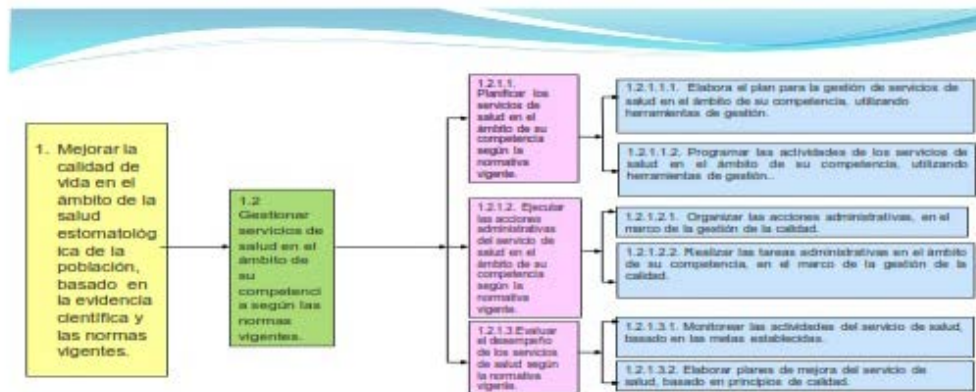 1. Mejorar la
calidad de
vida en el
ámbito de la
salud
estomatológ
ica de la
población,
basado en
la evidencia
científica y
las normas
vigentes.
1.2
Gestionar
servicios de
salud en el
ámbito de
su
competenci
a según las
normas
vigentes.
1.2.1.1.
Planificar los
servicios de
salud en el
ámbito de su
competencia
según la
normativa
vigente.
1.2.1.1.1. Elabora el plan para la gestión de servicios de
salud en el ámbito de su competencia, utilizando
herramientas de gestión.
1.2.1.1.2. Programar las actividades de los servicios de
salud en el ámbito de su competencia, utilizando
herramientas de gestión..
1.2.1.2. Ejecutar
las acciones
administrativas
del servicio de
salud en el
ámbito de su
competencia
según la
normativa
vigente.
1.2.1.2.1. Organizar las acciones administrativas, en el
marco de la gestión de la calidad.
1.2.1.2.2. Realizar las tareas administrativas en el ámbito
de su competencia, en el marco de la gestión de la
calidad.
1.2.1.3.Evaluar
el desempeño
de los servicios
de salud según
la normativa
vigente.
1.2.1.3.1. Monitorear las actividades del servicio de salud,
basado en las metas establecidas.
1.2.1.3.2. Elaborar planes de mejora del servicio de
salud, basado en principios de calidad.